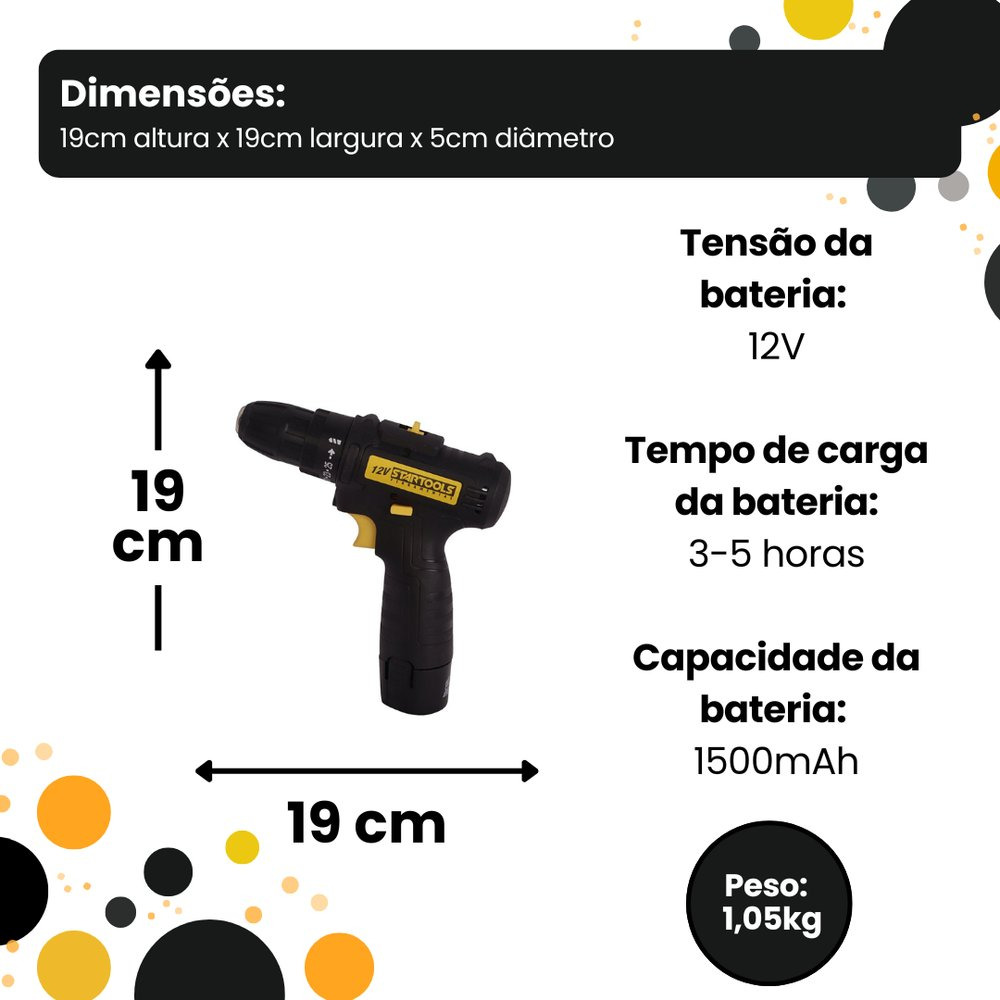 Dimensões:
19cm altura x 19cm largura x 5cm diâmetro
Tensão da
bateria:
12V
19
cm
12V STARTOOLS
Tempo de carga
da bateria:
3-5 horas
Capacidade da
bateria:
1500mAh
19 cm
Peso:
1,05kg